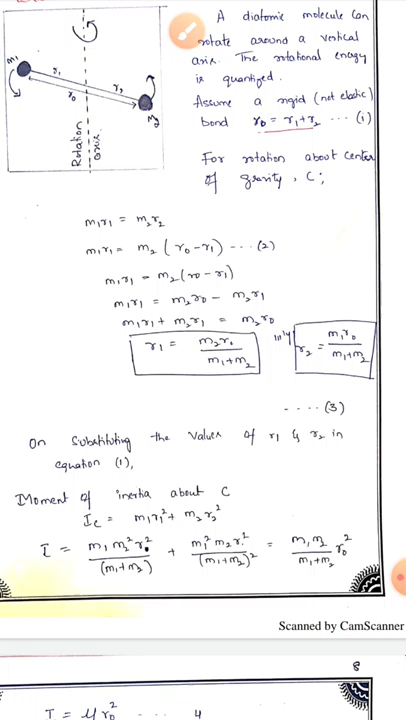 A diatomic molecule can
rotate around a vertical
axis. The rotational energy
is quantized.
Assume a rigid (not elastic)
bond r₀ = r₁+r₂ --- (1)
m₁
r₁
r₂
r₀
m₂
Rotation
axis.
For rotation about center
of gravity, C;
m₁r₁ = m₂r₂
m₁r₁ = m₂ (r₀-r₁) --- (2)
m₁r₁ = m₂(r₀-r₁)
m₁r₁ = m₂r₀ - m₂r₁
m₁r₁ + m₂r₁ = m₂r₀
r₁ = m₂r₀/(m₁+m₂) |||ly r₂ = m₁r₀/(m₁+m₂)
---- (3)
On substituting the values of r₁ & r₂ in
equation (1),
Moment of inertia about C
I_c = m₁r₁² + m₂r₂²
I = m₁m₂²r₀²/(m₁+m₂) + m₁²m₂r₀²/(m₁+m₂)² = m₁m₂/(m₁+m₂) r₀²
Scanned by CamScanner
8
I = μr₀² --- 4